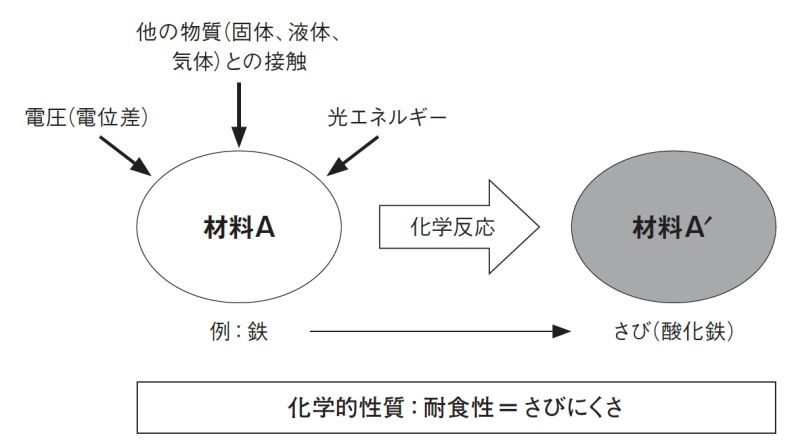 他の物質(固体、液体、
気体)との接触
電圧(電位差)
光エネルギー
材料A
化学反応
材料A′
例：鉄
さび(酸化鉄)
化学的性質：耐食性＝さびにくさ